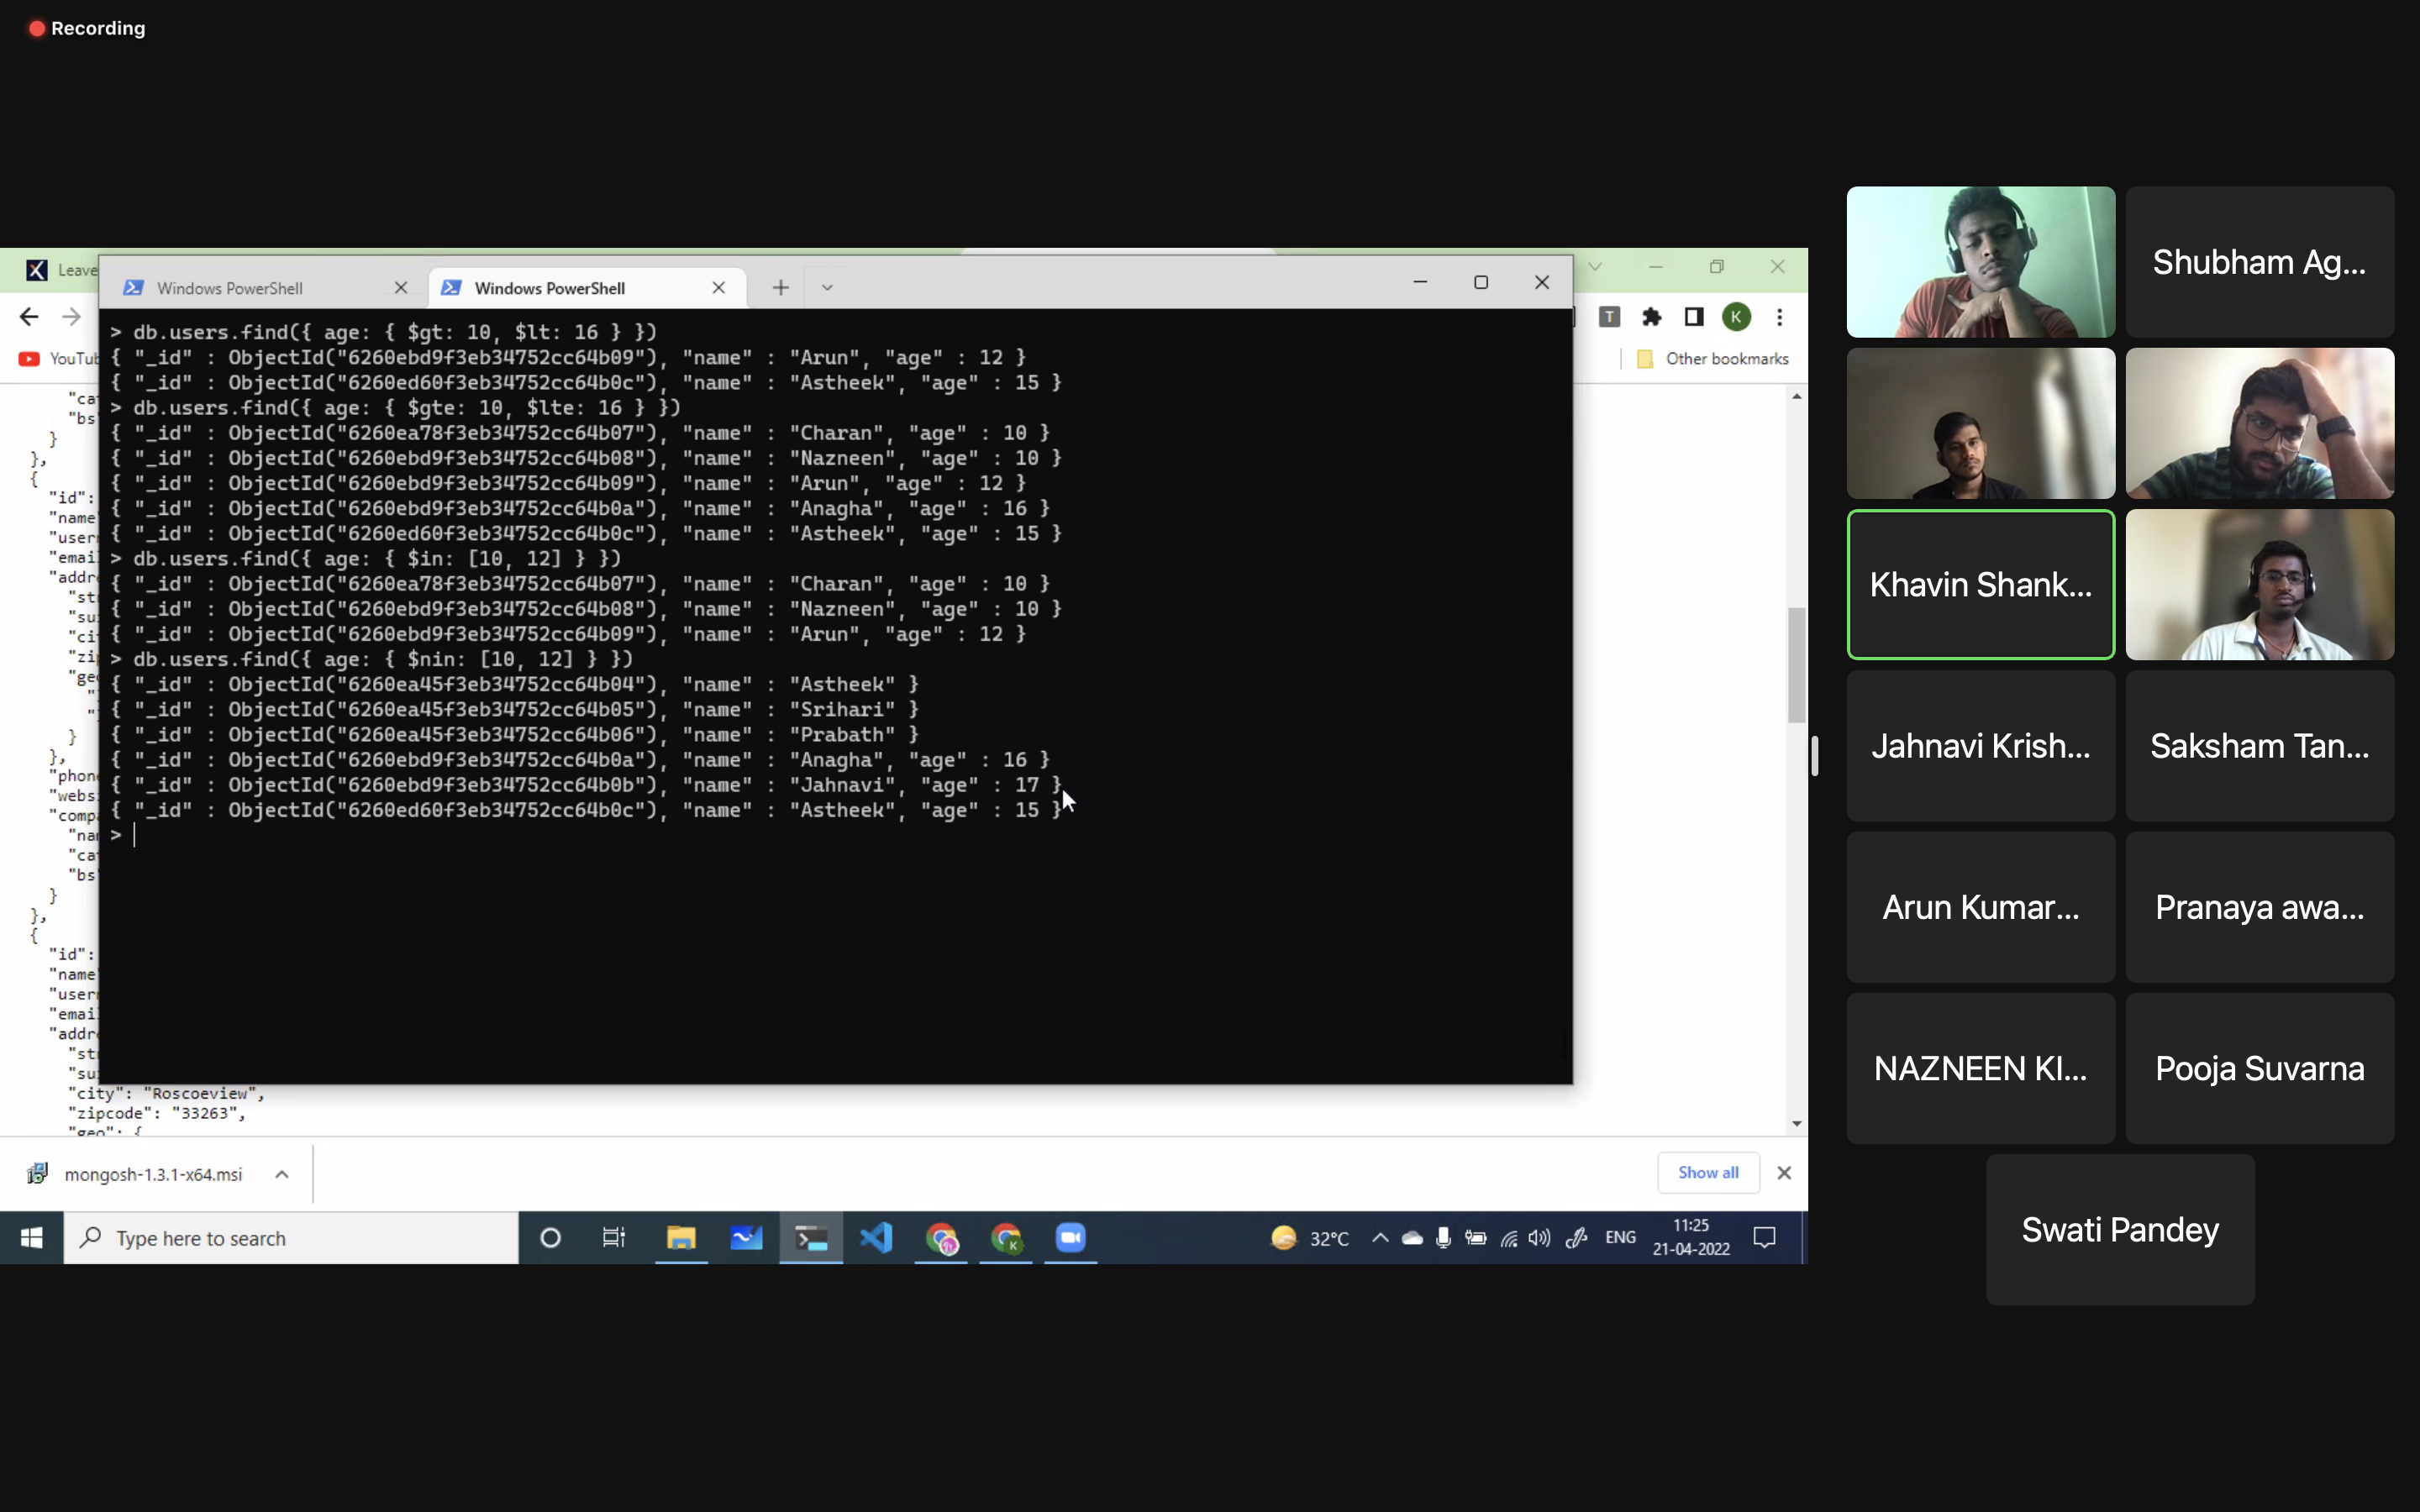 Recording
Leave
Windows PowerShell
Windows PowerShell
> db.users.find({ age: { $gt: 10, $lt: 16 } })
{ "_id" : ObjectId("6260ebd9f3eb34752cc64b09"), "name" : "Arun", "age" : 12 }
{ "_id" : ObjectId("6260ed60f3eb34752cc64b0c"), "name" : "Astheek", "age" : 15 }
> db.users.find({ age: { $gte: 10, $lte: 16 } })
{ "_id" : ObjectId("6260ea78f3eb34752cc64b07"), "name" : "Charan", "age" : 10 }
{ "_id" : ObjectId("6260ebd9f3eb34752cc64b08"), "name" : "Nazneen", "age" : 10 }
{ "_id" : ObjectId("6260ebd9f3eb34752cc64b09"), "name" : "Arun", "age" : 12 }
{ "_id" : ObjectId("6260ebd9f3eb34752cc64b0a"), "name" : "Anagha", "age" : 16 }
{ "_id" : ObjectId("6260ed60f3eb34752cc64b0c"), "name" : "Astheek", "age" : 15 }
> db.users.find({ age: { $in: [10, 12] } })
{ "_id" : ObjectId("6260ea78f3eb34752cc64b07"), "name" : "Charan", "age" : 10 }
{ "_id" : ObjectId("6260ebd9f3eb34752cc64b08"), "name" : "Nazneen", "age" : 10 }
{ "_id" : ObjectId("6260ebd9f3eb34752cc64b09"), "name" : "Arun", "age" : 12 }
> db.users.find({ age: { $nin: [10, 12] } })
{ "_id" : ObjectId("6260ea45f3eb34752cc64b04"), "name" : "Astheek" }
{ "_id" : ObjectId("6260ea45f3eb34752cc64b05"), "name" : "Srihari" }
{ "_id" : ObjectId("6260ea45f3eb34752cc64b06"), "name" : "Prabath" }
{ "_id" : ObjectId("6260ebd9f3eb34752cc64b0a"), "name" : "Anagha", "age" : 16 }
{ "_id" : ObjectId("6260ebd9f3eb34752cc64b0b"), "name" : "Jahnavi", "age" : 17 }
{ "_id" : ObjectId("6260ed60f3eb34752cc64b0c"), "name" : "Astheek", "age" : 15 }
>
T
K
Other bookmarks
}
},
{
"id":
"name"
}
},
}
},
{
"id":
"name"
"city": "Roscoeview",
"zipcode": "33263",
"geo": {
mongosh-1.3.1-x64.msi
Show all
Type here to search
32°C
ENG
11:25
21-04-2022
Shubham Ag...
Khavin Shank...
Jahnavi Krish...
Saksham Tan...
Arun Kumar...
Pranaya awa...
NAZNEEN KI...
Pooja Suvarna
Swati Pandey